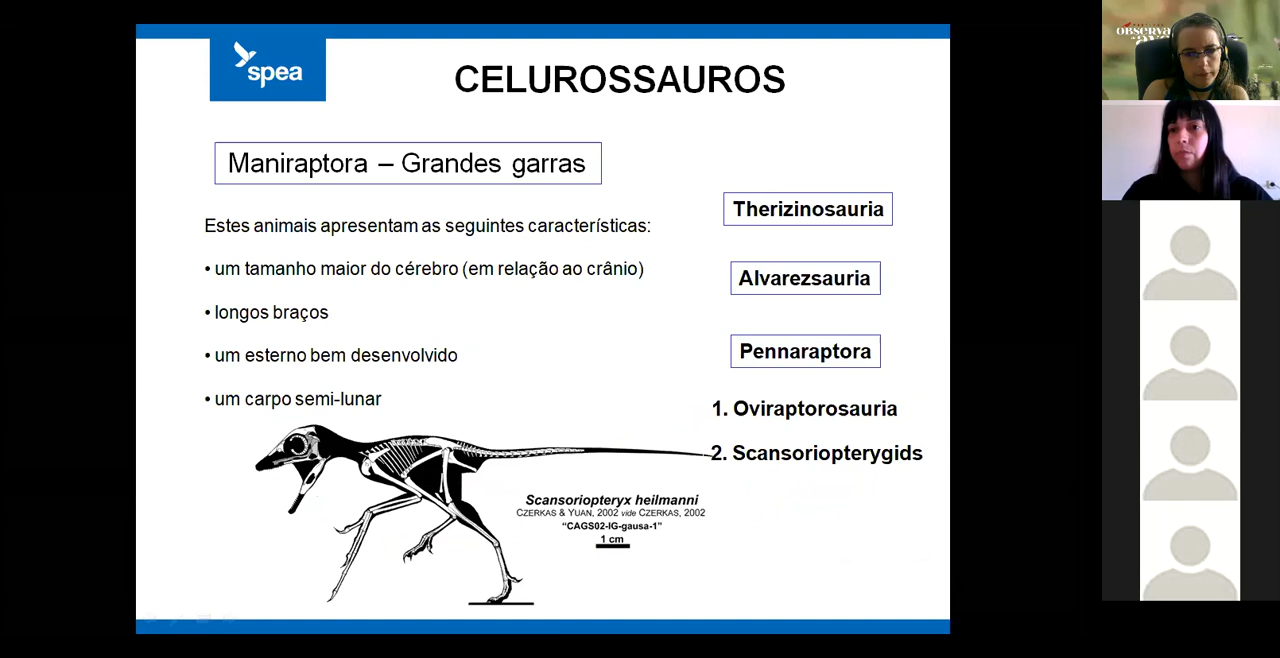 spea
CELUROSSAUROS
Maniraptora – Grandes garras
Estes animais apresentam as seguintes características:
• um tamanho maior do cérebro (em relação ao crânio)
• longos braços
• um esterno bem desenvolvido
• um carpo semi-lunar
Therizinosauria
Alvarezsauria
Pennaraptora
1. Oviraptorosauria
2. Scansoriopterygids
Scansoriopteryx heilmanni
CZERKAS & YUAN, 2002 vide CZERKAS, 2002
“CAGS02-IG-gausa-1”
1 cm
OBSERVA